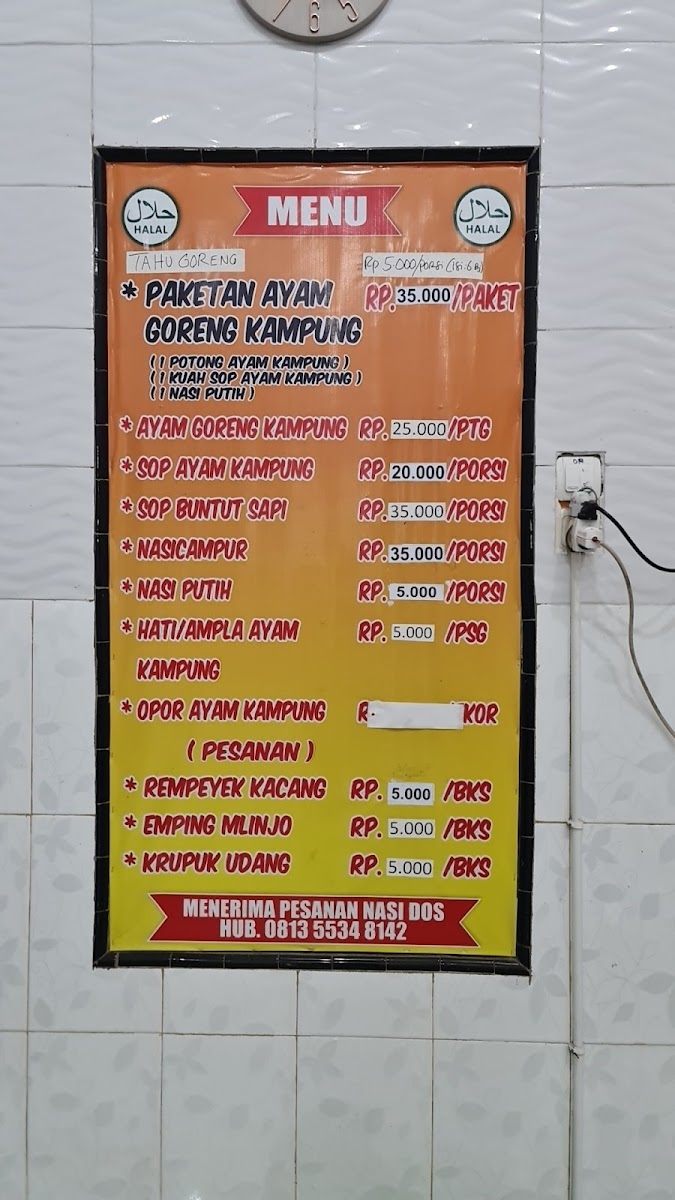 6 5
حلال
HALAL
MENU
حلال
HALAL
TAHU GORENG Rp 5.000/PORSI
* PAKETAN AYAM RP. 35.000/PAKET
GORENG KAMPUNG
( 1 POTONG AYAM KAMPUNG )
( 1 KUAH SOP AYAM KAMPUNG )
( 1 NASI PUTIH )
* AYAM GORENG KAMPUNG RP. 25.000/PTG
* SOP AYAM KAMPUNG RP. 20.000/PORSI
* SOP BUNTUT SAPI RP. 35.000/PORSI
* NASICAMPUR RP. 35.000/PORSI
* NASI PUTIH RP. 5.000 /PORSI
* HATI/AMPLA AYAM RP. 5.000 /PSG
KAMPUNG
* OPOR AYAM KAMPUNG KOR
( PESANAN )
* REMPEYEK KACANG RP. 5.000 /BKS
* EMPING MLINJO RP. 5.000 /BKS
* KRUPUK UDANG RP. 5.000 /BKS
MENERIMA PESANAN NASI DOS
HUB. 0813 5534 8142